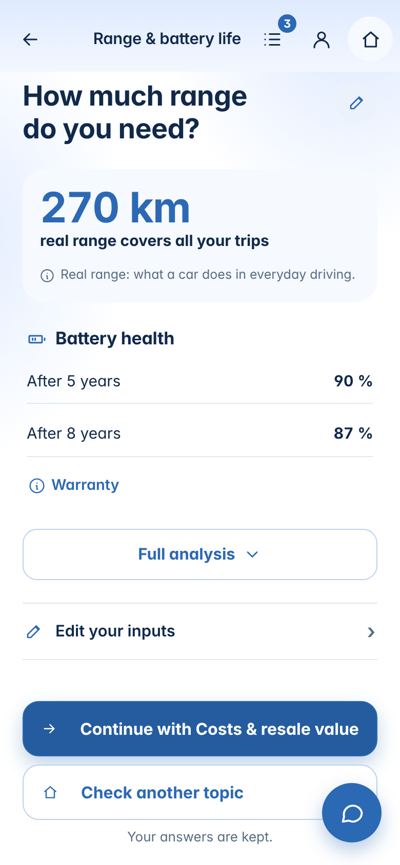 Range & battery life
3
How much range
do you need?
270 km
real range covers all your trips
Real range: what a car does in everyday driving.
Battery health
After 5 years 90 %
After 8 years 87 %
Warranty
Full analysis
Edit your inputs
Continue with Costs & resale value
Check another topic
Your answers are kept.